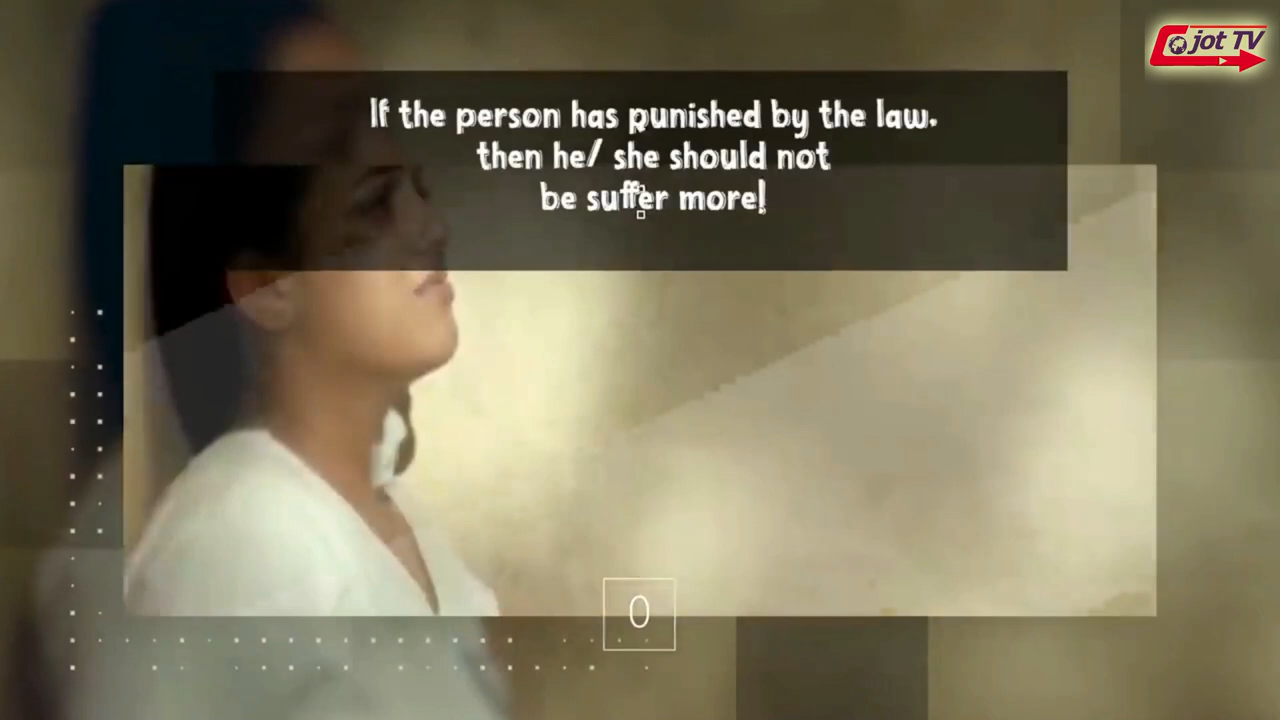 jot TV
If the person has punished by the law.
then he/ she should not
be suffer more!
0